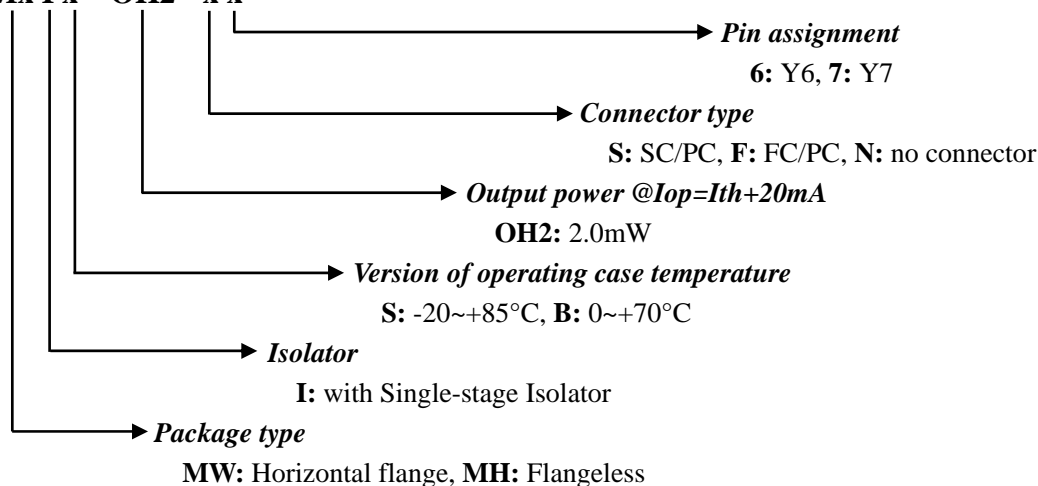 Pin assignment
6: Y6, 7: Y7
Connector type
S: SC/PC, F: FC/PC, N: no connector
Output power @Iop=Ith+20mA
OH2: 2.0mW
Version of operating case temperature
S: -20~+85°C, B: 0~+70°C
Isolator
I: with Single-stage Isolator
Package type
MW: Horizontal flange, MH: Flangeless